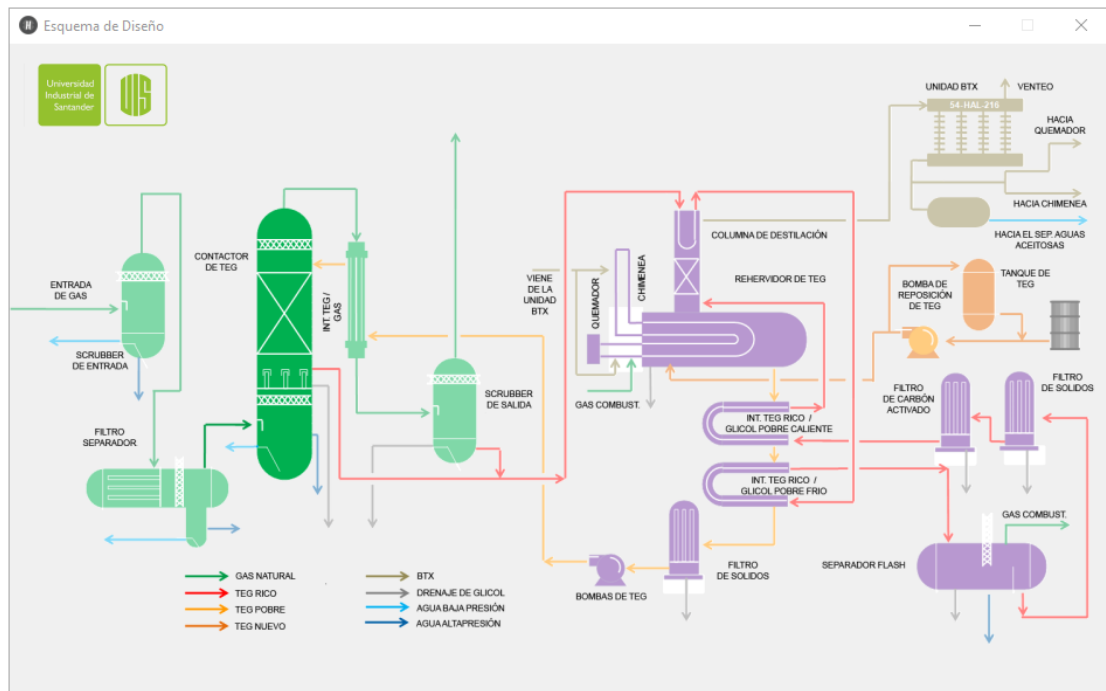 Esquema de Diseño
Universidad
Industrial de
Santander
UIS
UNIDAD BTX
VENTEO
54-HAL-216
HACIA
QUEMADOR
HACIA CHIMENEA
HACIA EL SEP. AGUAS
ACEITOSAS
COLUMNA DE DESTILACIÓN
CONTACTOR
DE TEG
ENTRADA
DE GAS
INT. TEG /
GAS
VIENE
DE LA
UNIDAD
BTX
QUEMADOR
CHIMENEA
REHERVIDOR DE TEG
BOMBA DE
REPOSICIÓN
DE TEG
TANQUE DE
TEG
SCRUBBER
DE ENTRADA
SCRUBBER
DE SALIDA
GAS COMBUST.
FILTRO
DE CARBÓN
ACTIVADO
FILTRO
DE SOLIDOS
INT. TEG RICO /
GLICOL POBRE CALIENTE
FILTRO
SEPARADOR
INT. TEG RICO /
GLICOL POBRE FRIO
GAS COMBUST.
SEPARADOR FLASH
FILTRO
DE SOLIDOS
BOMBAS DE TEG
GAS NATURAL
TEG RICO
TEG POBRE
TEG NUEVO
BTX
DRENAJE DE GLICOL
AGUA BAJA PRESIÓN
AGUA ALTAPRESIÓN